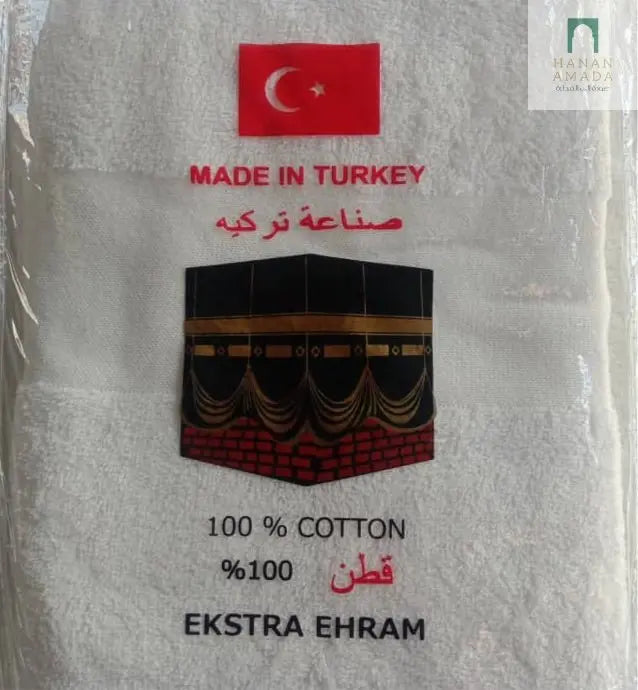 HANAN
AMADA
MADE IN TURKEY
صناعة تركيه
100 % COTTON
%100 قطن
EKSTRA EHRAM